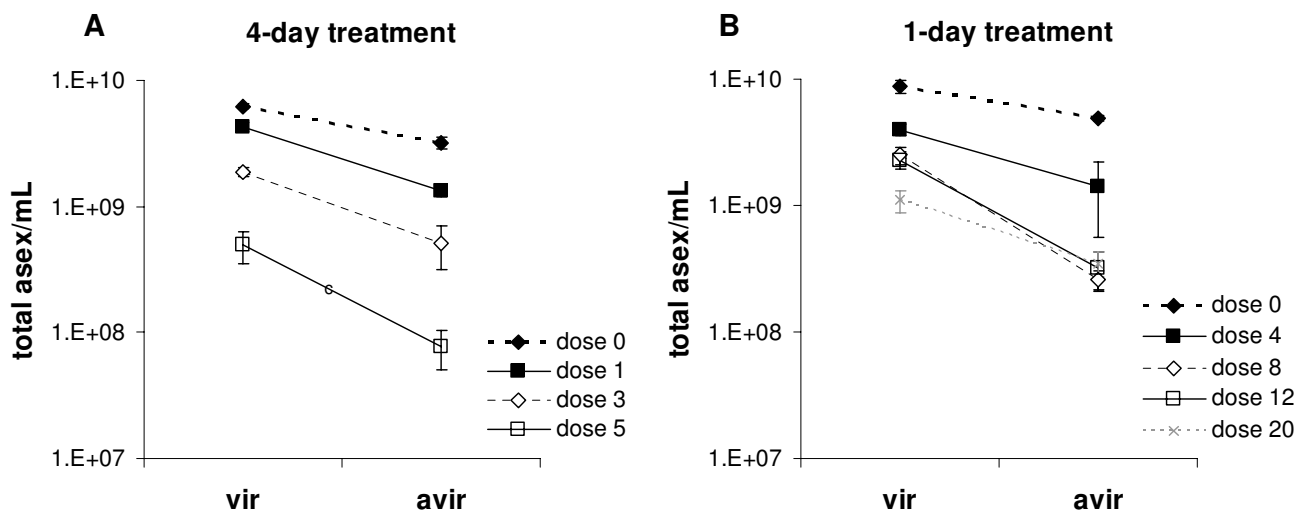 A
4-day treatment
1.E+10
1.E+09
1.E+08
1.E+07
total asex/mL
vir
avir
dose 0
dose 1
dose 3
dose 5
c
B
1-day treatment
1.E+10
1.E+09
1.E+08
1.E+07
total asex/mL
vir
avir
dose 0
dose 4
dose 8
dose 12
dose 20